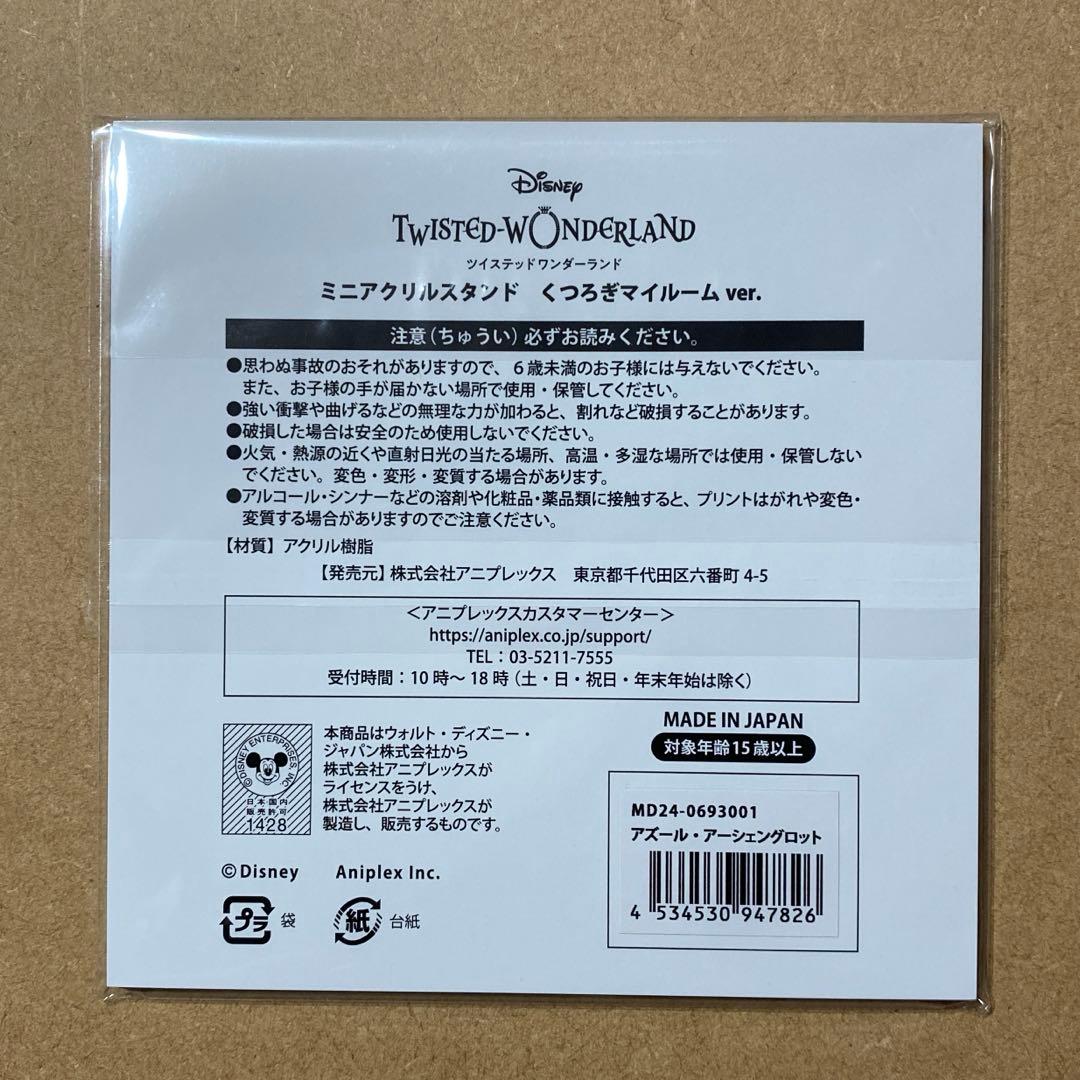 Disney
TWISTED-WONDERLAND
ツイステッドワンダーランド
ミニアクリルスタンド　くつろぎマイルーム ver.
注意（ちゅうい）必ずお読みください。
●思わぬ事故のおそれがありますので、６歳未満のお子様には与えないでください。
また、お子様の手が届かない場所で使用・保管してください。
●強い衝撃や曲げるなどの無理な力が加わると、割れなど破損することがあります。
●破損した場合は安全のため使用しないでください。
●火気・熱源の近くや直射日光の当たる場所、高温・多湿な場所では使用・保管しない
でください。変色・変形・変質する場合があります。
●アルコール・シンナーなどの溶剤や化粧品・薬品類に接触すると、プリントはがれや変色・
変質する場合がありますのでご注意ください。
【材質】アクリル樹脂
【発売元】株式会社アニプレックス　東京都千代田区六番町 4-5
＜アニプレックスカスタマーセンター＞
https://aniplex.co.jp/support/
TEL：03-5211-7555
受付時間：10 時～ 18 時（土・日・祝日・年末年始は除く）
©DISNEY ENTERPRISES, INC
日本国内
販売許可
1428
本商品はウォルト・ディズニー・
ジャパン株式会社から
株式会社アニプレックスが
ライセンスをうけ、
株式会社アニプレックスが
製造し、販売するものです。
MADE IN JAPAN
対象年齢15歳以上
MD24-0693001
アズール・アーシェングロット
4 534530 947826
©Disney　Aniplex Inc.
プラ 袋
紙 台紙